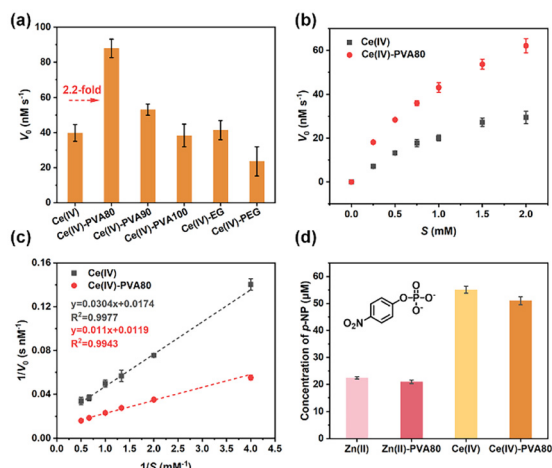 (a)
V0 (nM s-1)
100
80
60
40
20
0
2.2-fold
Ce(IV)
Ce(IV)-PVA80
Ce(IV)-PVA90
Ce(IV)-PVA100
Ce(IV)-EG
Ce(IV)-PEG
(b)
V0 (nM s-1)
60
40
20
0
Ce(IV)
Ce(IV)-PVA80
0.0 0.5 1.0 1.5 2.0
S (mM)
(c)
1/V0 (s nM-1)
0.16
0.12
0.08
0.04
0.00
Ce(IV)
Ce(IV)-PVA80
y=0.0304x+0.0174
R2=0.9977
y=0.011x+0.0119
R2=0.9943
0.0 0.5 1.0 1.5 2.0 2.5 3.0 3.5 4.0 4.5
1/S (mM-1)
(d)
Concentration of p-NP (μM)
70
60
50
40
30
20
10
0
O
O-P-O-
O-
O2N
Zn(II)
Zn(II)-PVA80
Ce(IV)
Ce(IV)-PVA80